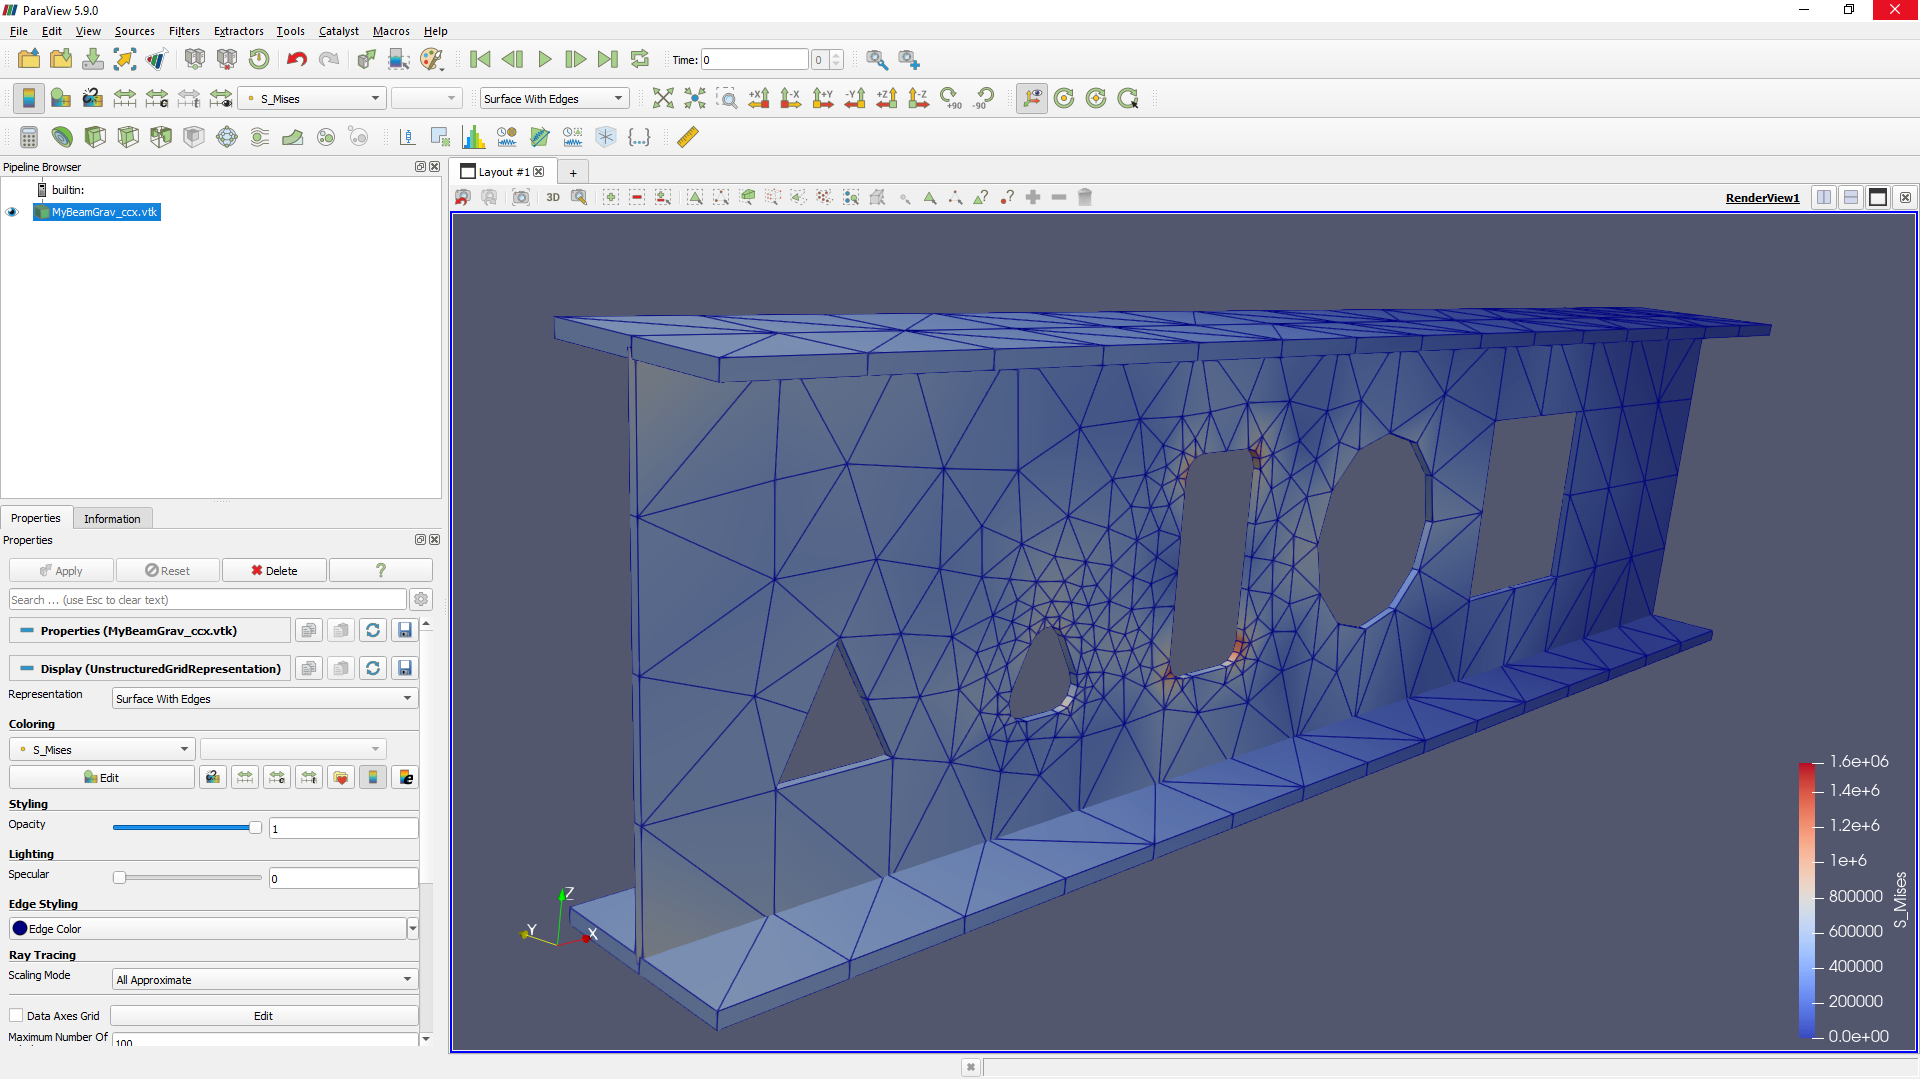 ParaView 5.9.0
File Edit View Sources Filters Extractors Tools Catalyst Macros Help
Time: 0 0
S_Mises Surface With Edges +X -X +Y -Y +Z -Z +90 -90
Pipeline Browser
builtin:
MyBeamGrav_ccx.vtk
Layout #1 +
3D RenderView1
Properties Information
Properties
Apply Reset Delete ?
Search ... (use Esc to clear text)
Properties (MyBeamGrav_ccx.vtk)
Display (UnstructuredGridRepresentation)
Representation Surface With Edges
Coloring
S_Mises
Edit
Styling
Opacity 1
Lighting
Specular 0
Edge Styling
Edge Color
Ray Tracing
Scaling Mode All Approximate
Data Axes Grid Edit
Maximum Number Of
100
Z
Y
X
1.6e+06
1.4e+6
1.2e+6
1e+6
800000
600000
400000
200000
0.0e+00
S_Mises